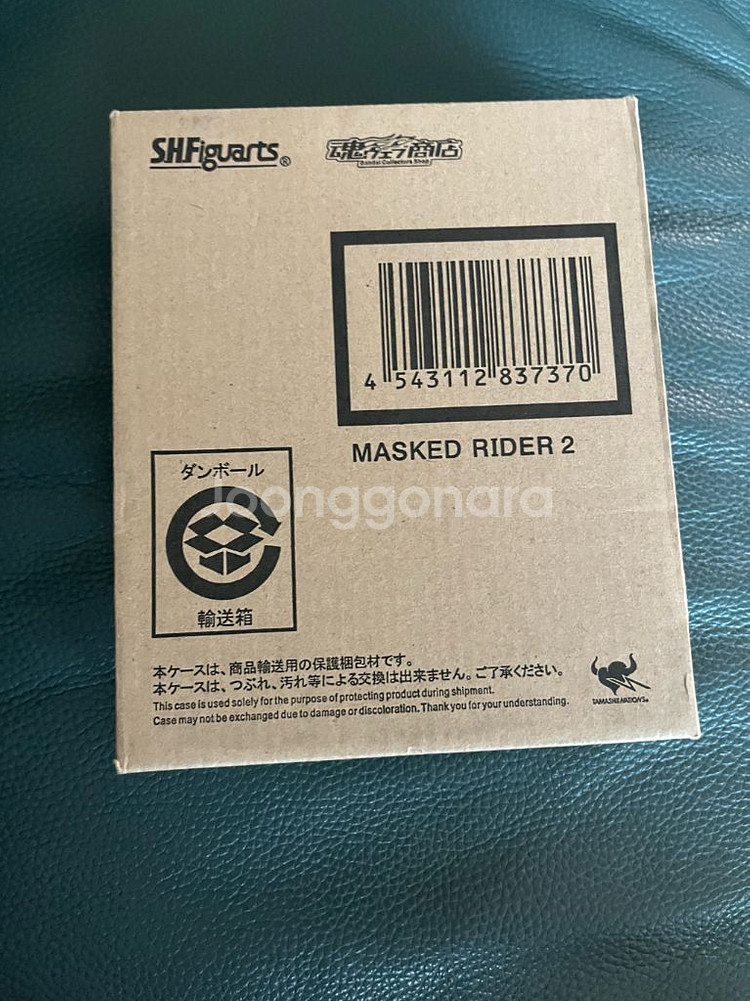 S.H.Figuarts®
魂ウェブ商店
Bandai Collectors Shop
4 543112 837370
MASKED RIDER 2
ダンボール
joonggonara
輸送箱
本ケースは、商品輸送用の保護梱包材です。
本ケースは、つぶれ、汚れ等による交換は出来ません。ご了承ください。
This case is used solely for the purpose of protecting product during shipment.
Case may not be exchanged due to damage or discoloration. Thank you for your understanding.
TAMASHII NATIONS